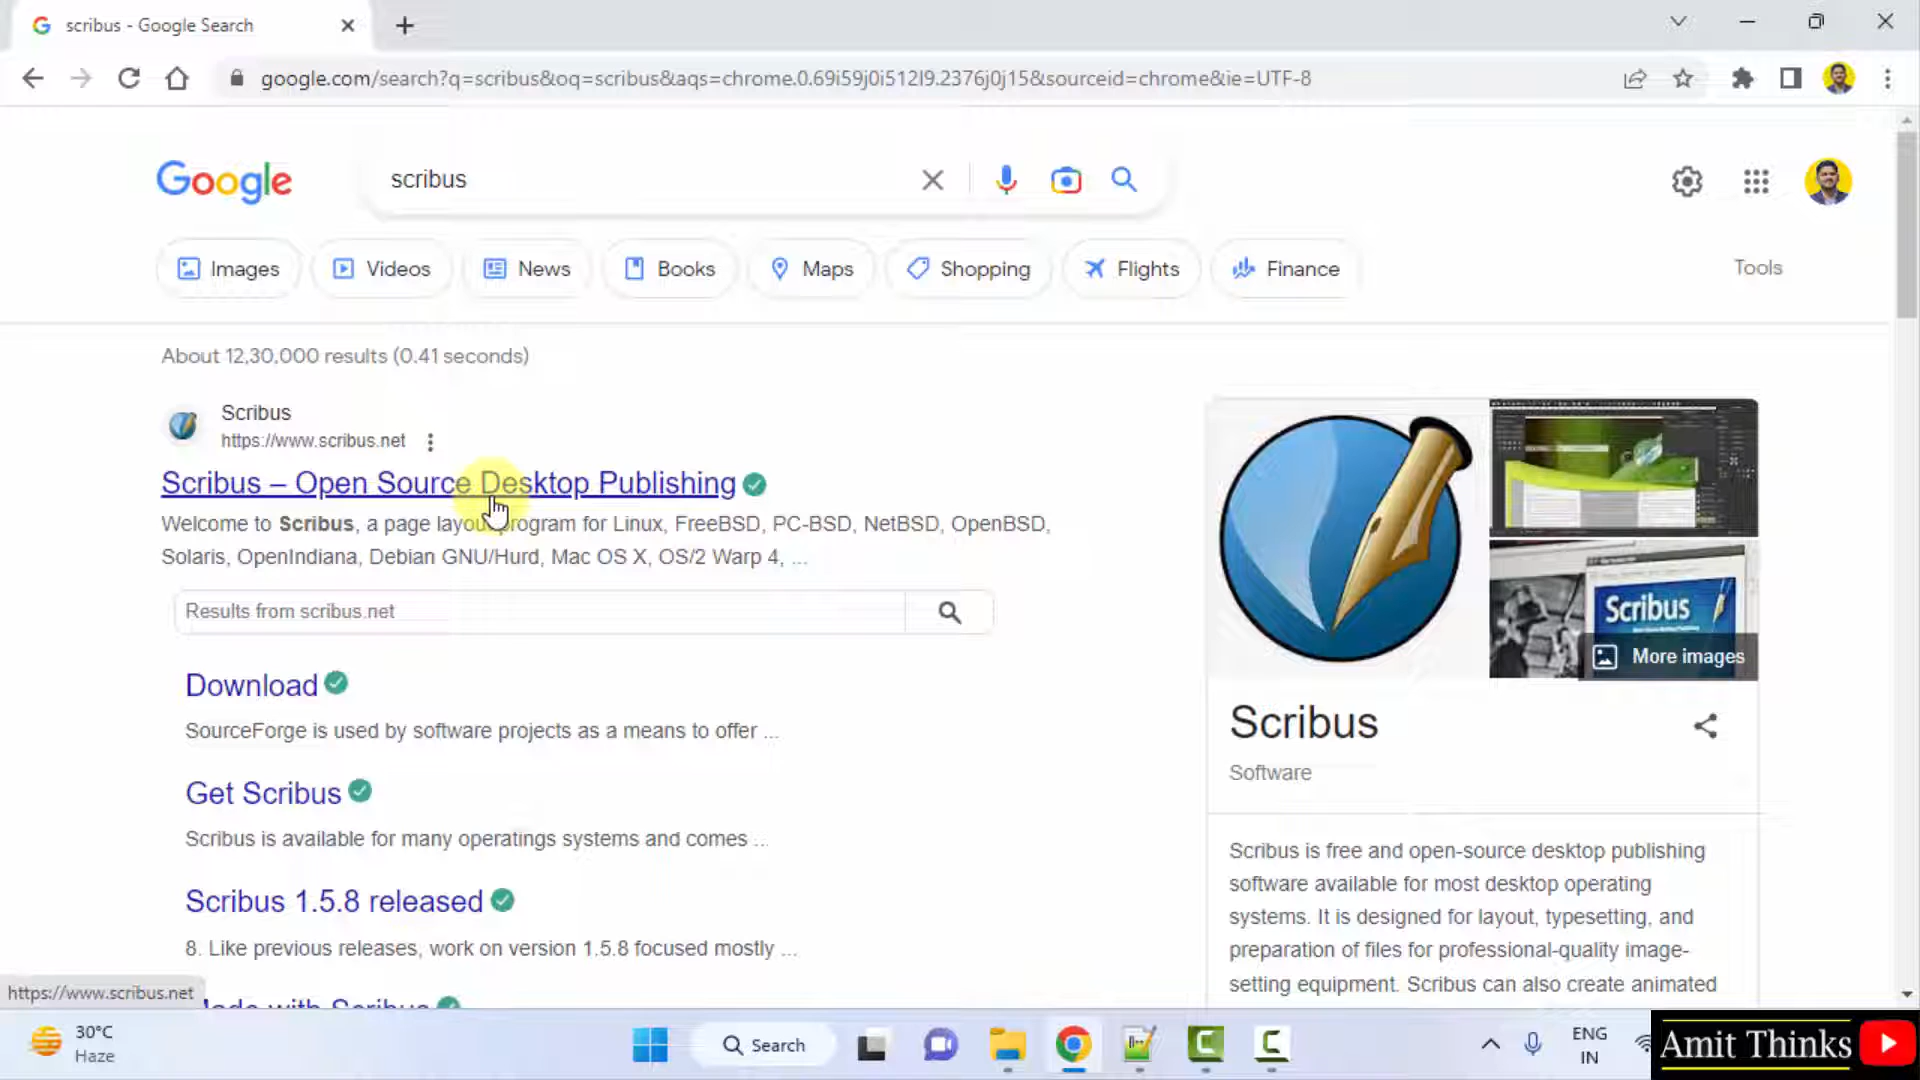 scribus - Google Search
google.com/search?q=scribus&oq=scribus&aqs=chrome.0.69i59j0i512l9.2376j0j15&sourceid=chrome&ie=UTF-8
Google
scribus
Images
Videos
News
Books
Maps
Shopping
Flights
Finance
Tools
About 12,30,000 results (0.41 seconds)
Scribus
https://www.scribus.net
Scribus – Open Source Desktop Publishing
Welcome to Scribus, a page layout program for Linux, FreeBSD, PC-BSD, NetBSD, OpenBSD,
Solaris, OpenIndiana, Debian GNU/Hurd, Mac OS X, OS/2 Warp 4, ...
Results from scribus.net
Download
SourceForge is used by software projects as a means to offer ...
Get Scribus
Scribus is available for many operatings systems and comes ...
Scribus 1.5.8 released
8. Like previous releases, work on version 1.5.8 focused mostly ...
Made with Scribus
https://www.scribus.net
Scribus
More images
Scribus
Software
Scribus is free and open-source desktop publishing
software available for most desktop operating
systems. It is designed for layout, typesetting, and
preparation of files for professional-quality image-
setting equipment. Scribus can also create animated
30°C
Haze
Search
ENG
IN
Amit Thinks